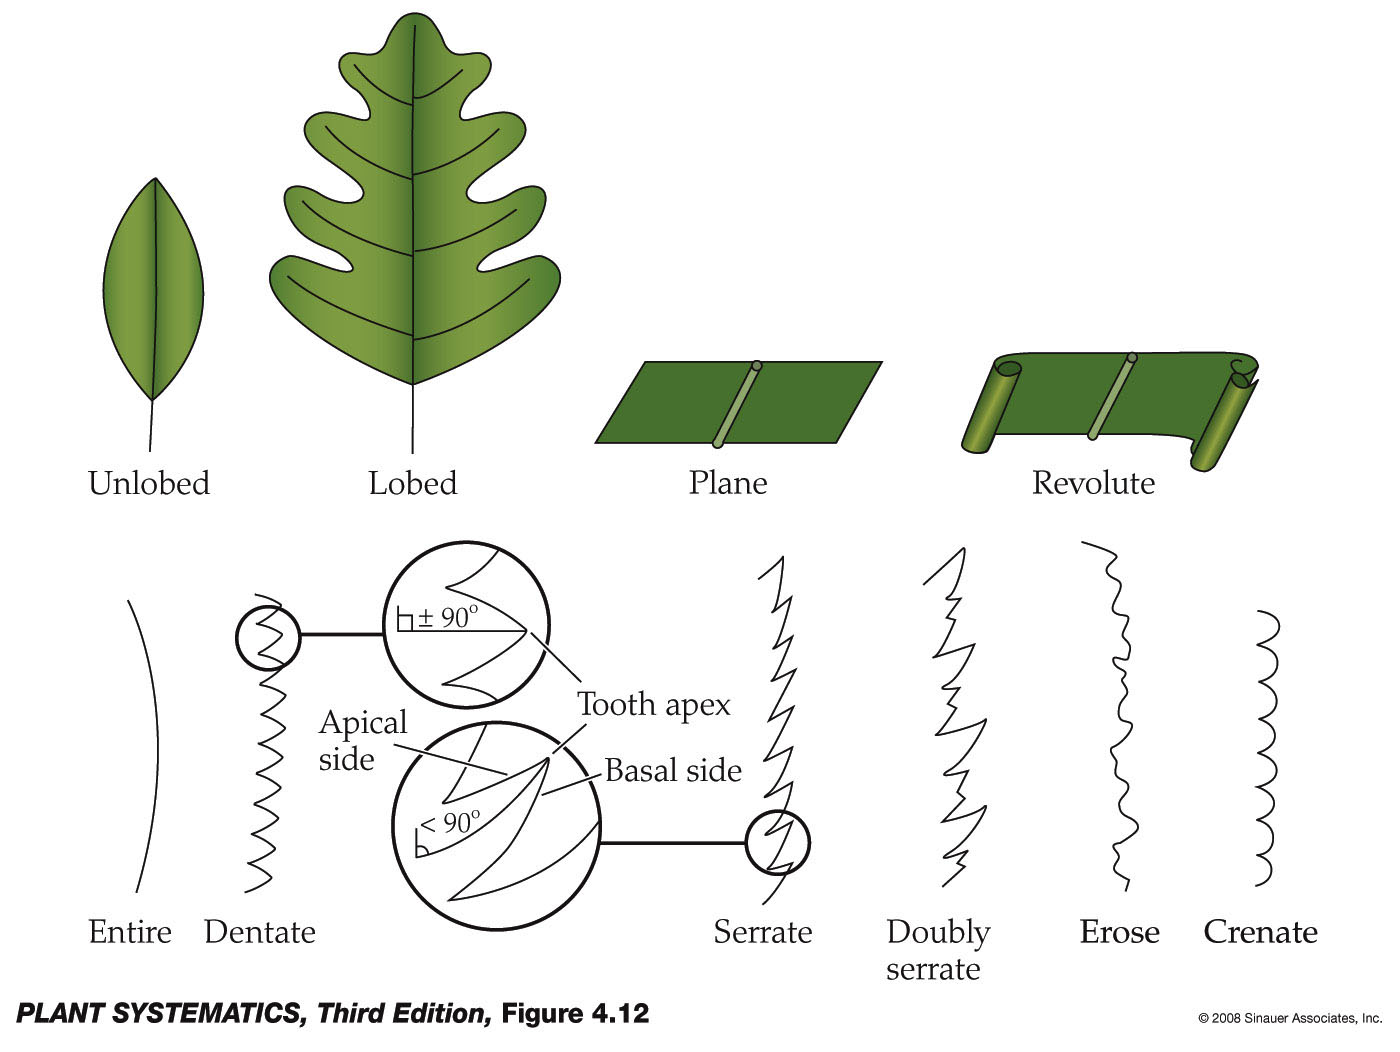 Unlobed
Lobed
Plane
Revolute
± 90°
Tooth apex
Apical
side
Basal side
< 90°
Entire
Dentate
Serrate
Doubly
serrate
Erose
Crenate
PLANT SYSTEMATICS, Third Edition, Figure 4.12
© 2008 Sinauer Associates, Inc.